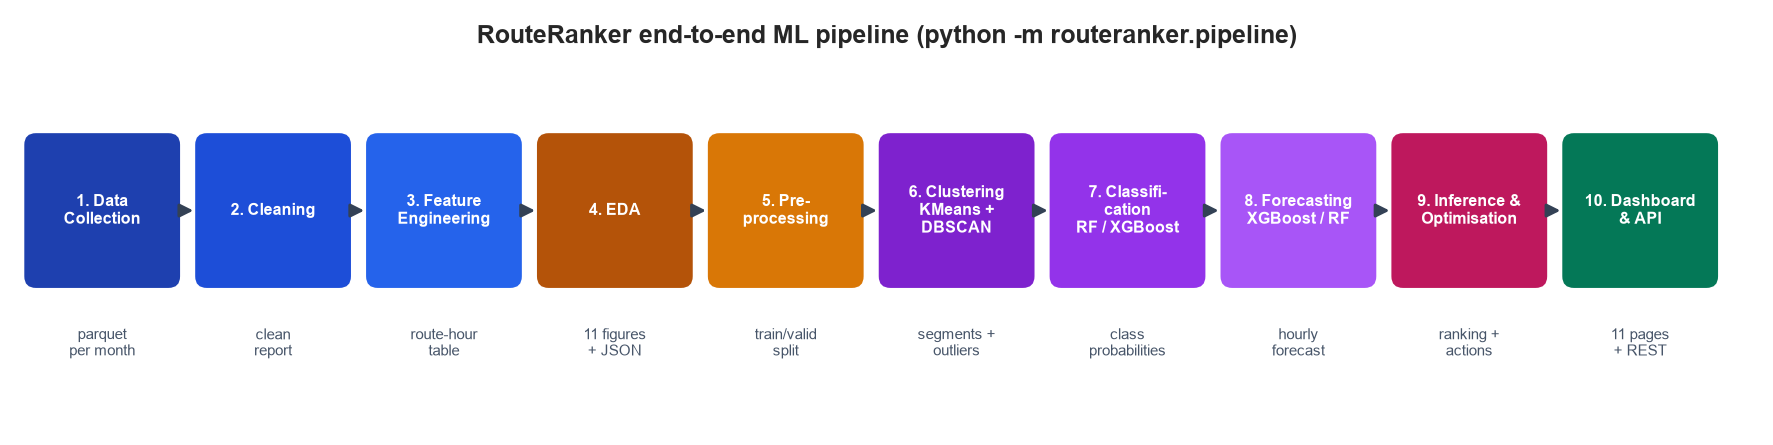 RouteRanker end-to-end ML pipeline (python -m routeranker.pipeline)
1. Data
Collection
2. Cleaning
3. Feature
Engineering
4. EDA
5. Pre-
processing
6. Clustering
KMeans +
DBSCAN
7. Classifi-
cation
RF / XGBoost
8. Forecasting
XGBoost / RF
9. Inference &
Optimisation
10. Dashboard
& API
parquet
per month
clean
report
route-hour
table
11 figures
+ JSON
train/valid
split
segments +
outliers
class
probabilities
hourly
forecast
ranking +
actions
11 pages
+ REST